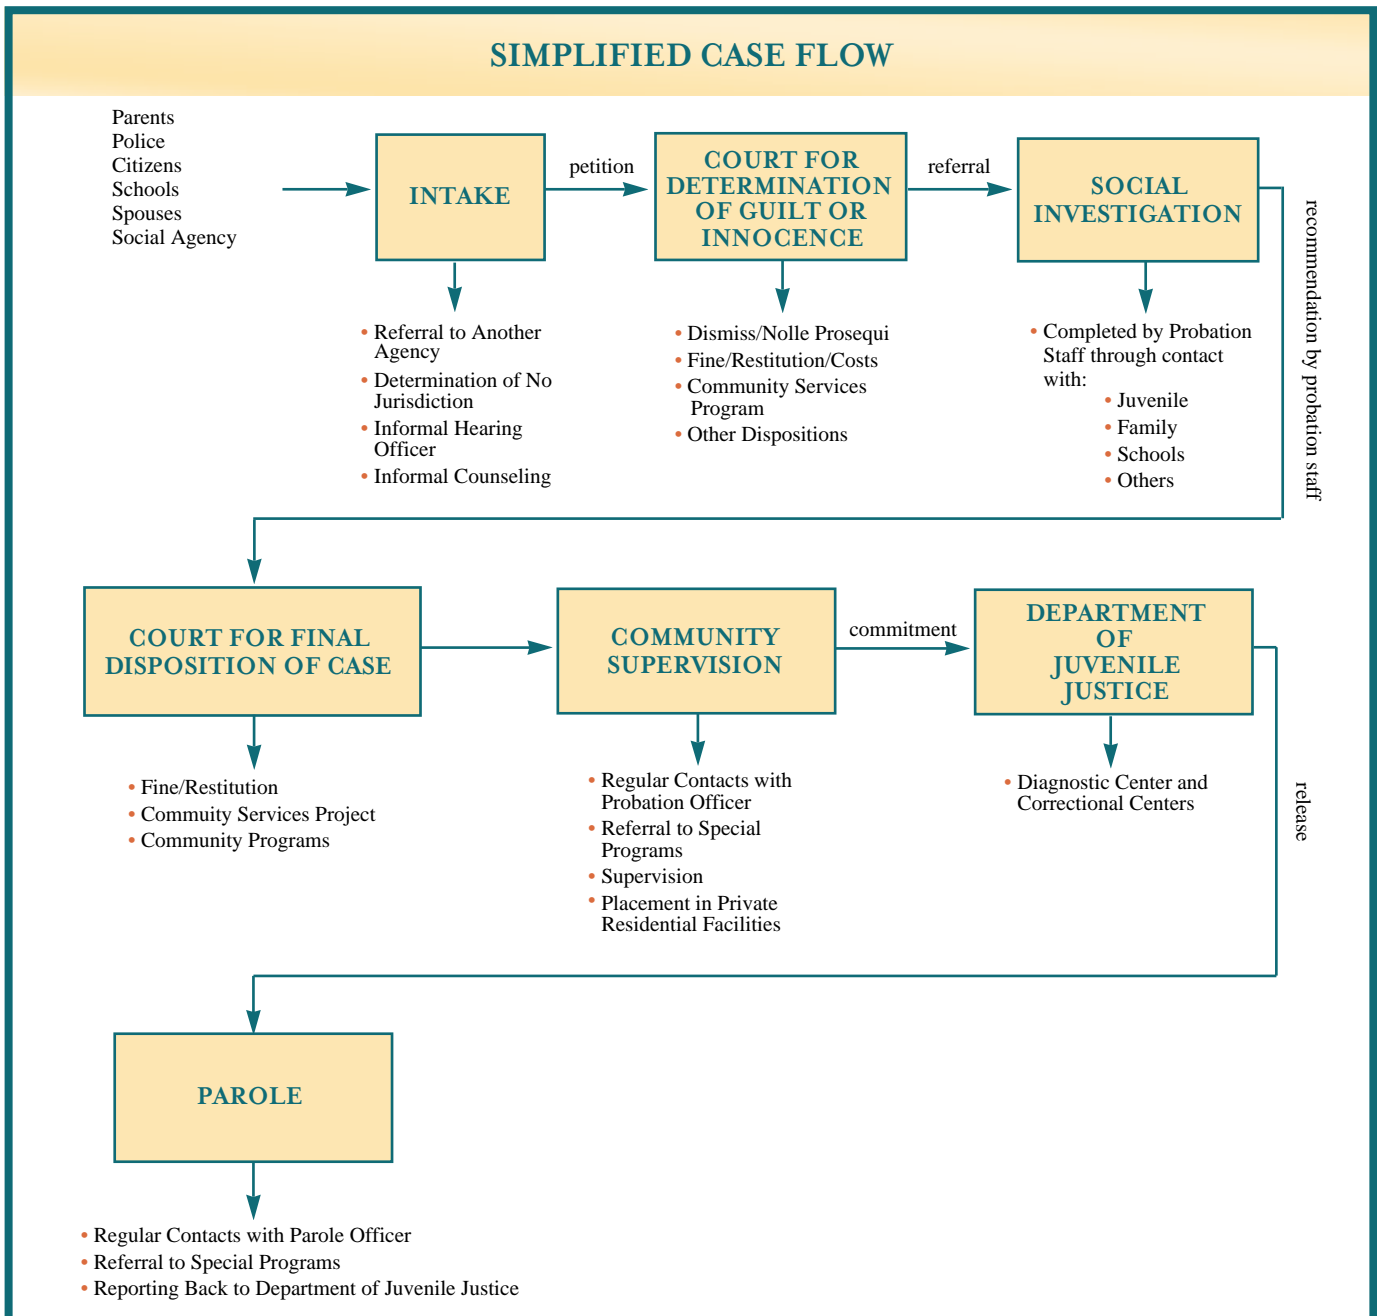 SIMPLIFIED CASE FLOW
Parents
Police
Citizens
Schools
Spouses
Social Agency
INTAKE
petition
COURT FOR
DETERMINATION
OF GUILT OR
INNOCENCE
referral
SOCIAL
INVESTIGATION
recommendation by probation staff
• Referral to Another
Agency
• Determination of No
Jurisdiction
• Informal Hearing
Officer
• Informal Counseling
• Dismiss/Nolle Prosequi
• Fine/Restitution/Costs
• Community Services
Program
• Other Dispositions
• Completed by Probation
Staff through contact
with:
• Juvenile
• Family
• Schools
• Others
COURT FOR FINAL
DISPOSITION OF CASE
COMMUNITY
SUPERVISION
commitment
DEPARTMENT
OF
JUVENILE
JUSTICE
release
• Fine/Restitution
• Commuity Services Project
• Community Programs
• Regular Contacts with
Probation Officer
• Referral to Special
Programs
• Supervision
• Placement in Private
Residential Facilities
• Diagnostic Center and
Correctional Centers
PAROLE
• Regular Contacts with Parole Officer
• Referral to Special Programs
• Reporting Back to Department of Juvenile Justice